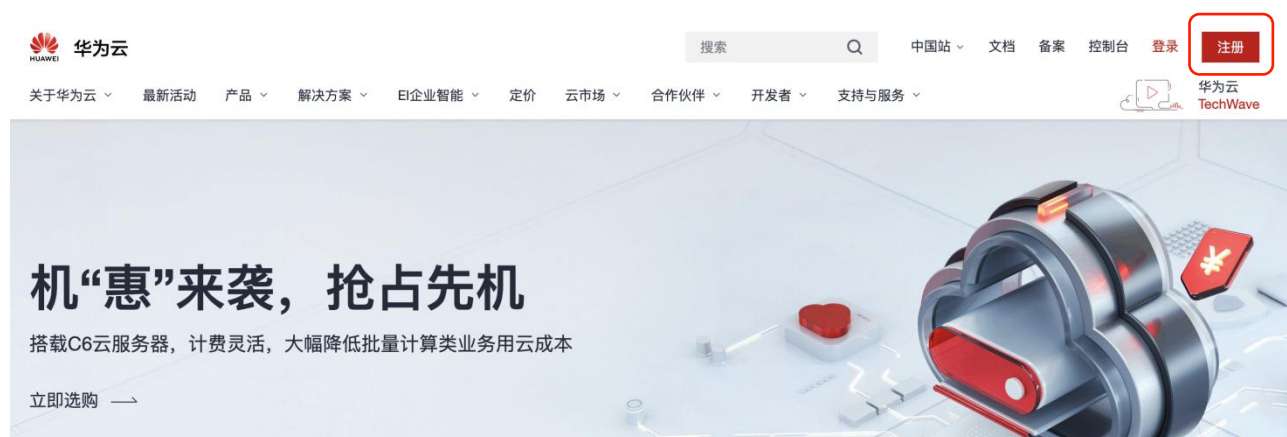 HUAWEI
华为云
搜索
中国站
文档
备案
控制台
登录
注册
关于华为云
最新活动
产品
解决方案
EI企业智能
定价
云市场
合作伙伴
开发者
支持与服务
华为云
TechWave
机“惠”来袭，抢占先机
搭载C6云服务器，计费灵活，大幅降低批量计算类业务用云成本
立即选购
¥